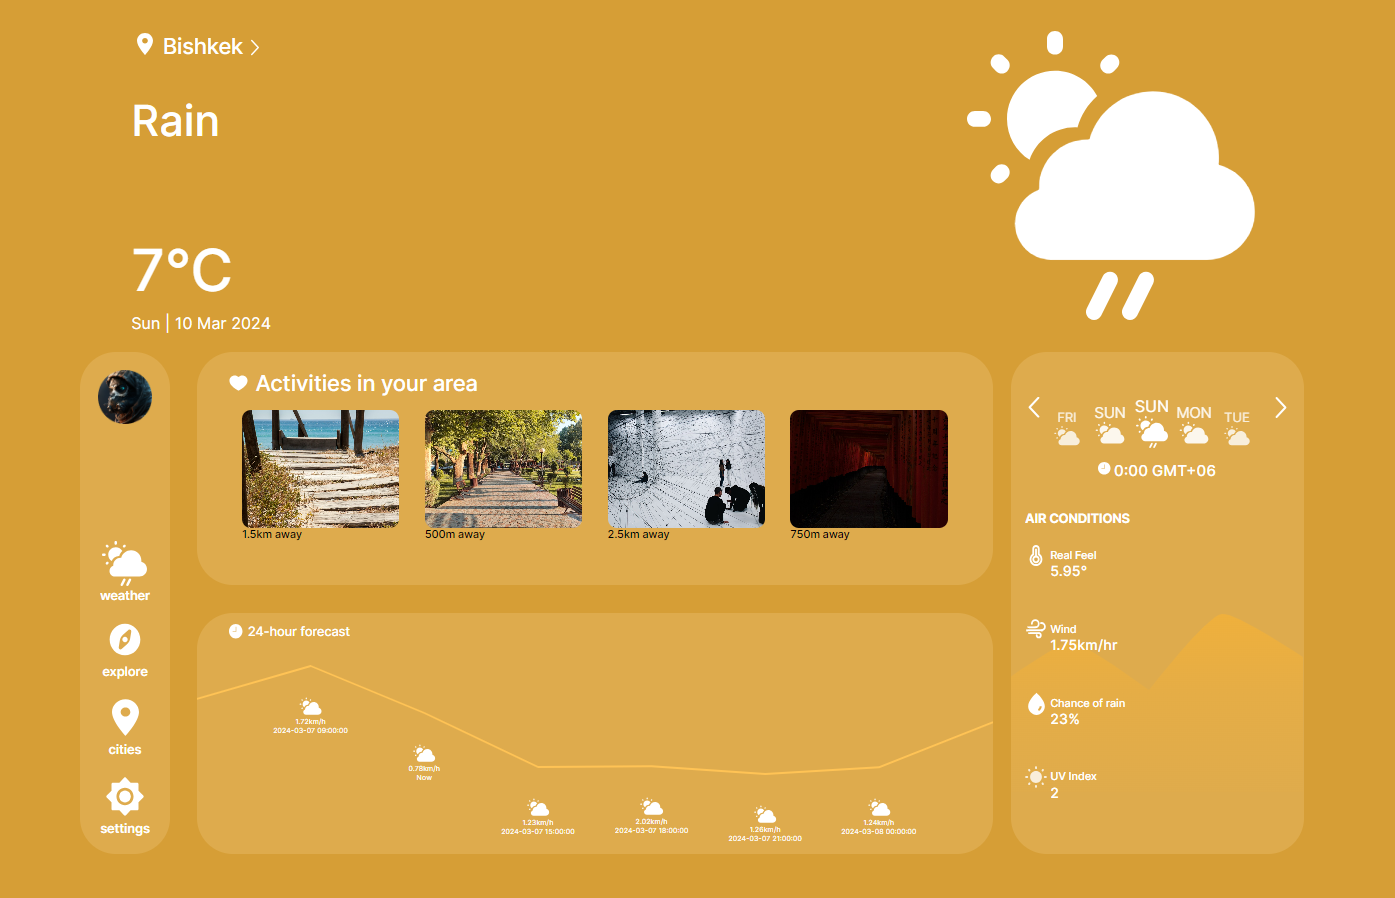 Bishkek
Rain
7°C
Sun | 10 Mar 2024
weather
explore
cities
settings
Activities in your area
1.5km away
500m away
2.5km away
750m away
24-hour forecast
1.72km/h
2024-03-07 09:00:00
0.78km/h
Now
1.23km/h
2024-03-07 15:00:00
2.02km/h
2024-03-07 18:00:00
1.26km/h
2024-03-07 21:00:00
1.24km/h
2024-03-08 00:00:00
FRI
SUN
SUN
MON
TUE
0:00 GMT+06
AIR CONDITIONS
Real Feel
5.95°
Wind
1.75km/hr
Chance of rain
23%
UV Index
2